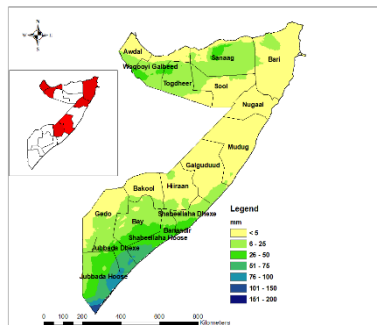 N
Awdal
Woqooyi Galbeed
Sanaag
Bari
Togdheer
Sool
Nugaal
Mudug
Galguduud
Hiiraan
Bakool
Gedo
Bay
Shabeellaha Dhexe
Banandir
Shabeellaha Hoose
Jubbada Dhexe
Jubbada Hoose
Legend
mm
< 5
6 - 25
26 - 50
51 - 75
76 - 100
101 - 150
151 - 200
0 100 200 400 600 800
Kilometers